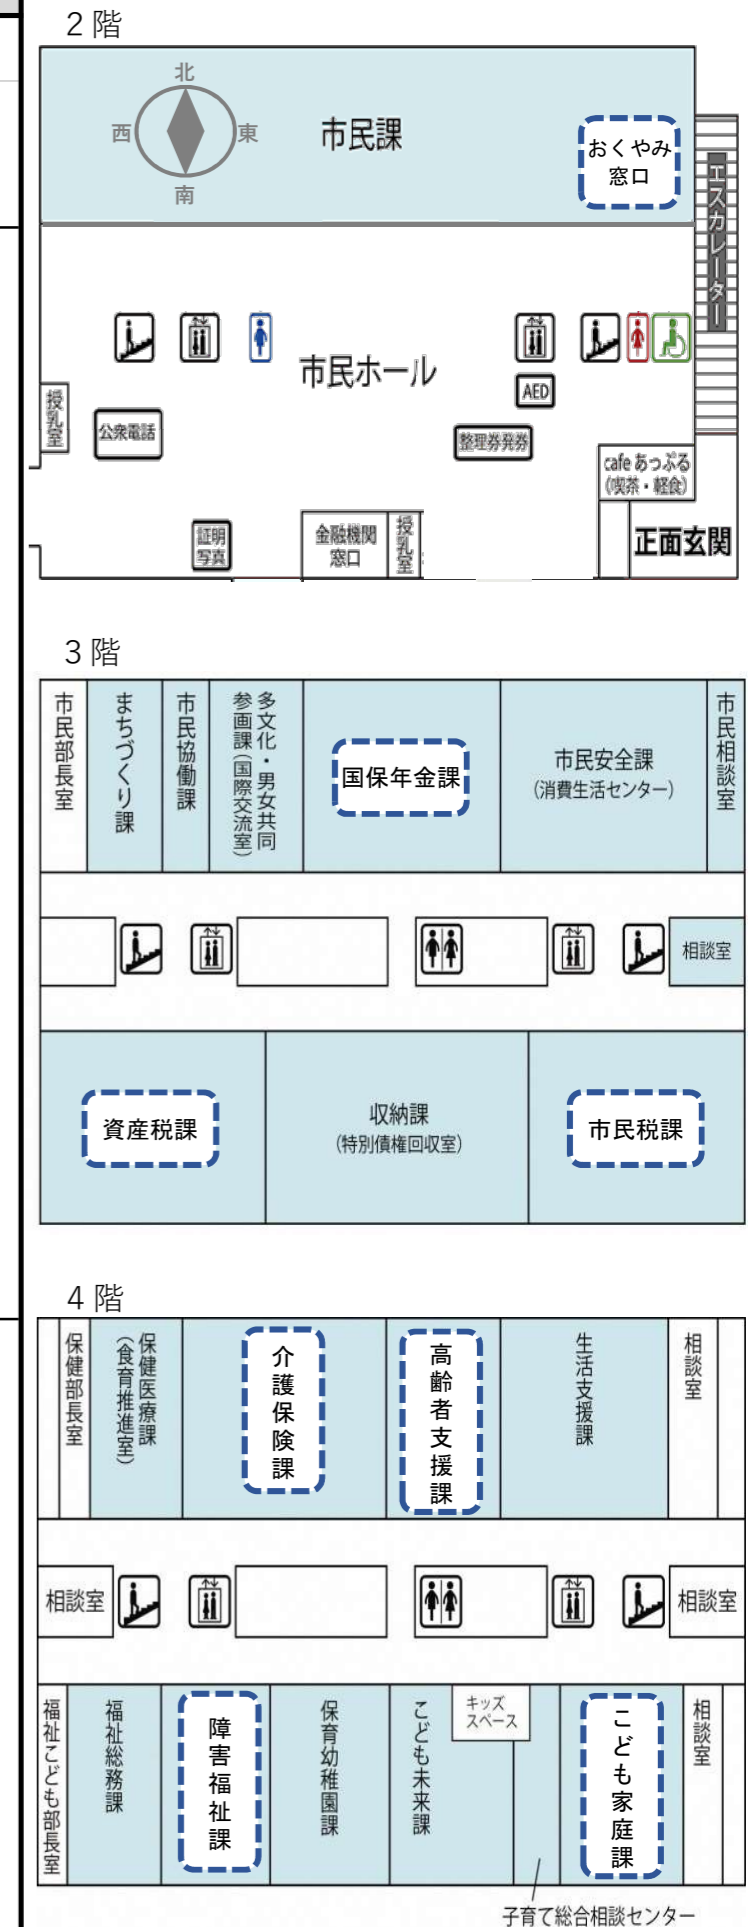 2階
北
西
東
南
市民課
おくやみ
窓口
エスカレーター
市民ホール
AED
授乳室
公衆電話
整理券発券
cafe あっぷる
(喫茶・軽食)
証明
写真
金融機関
窓口
授乳室
正面玄関
3階
市民部長室
まちづくり課
市民協働課
多文化・男女共同
参画課(国際交流室)
国保年金課
市民安全課
(消費生活センター)
市民相談室
相談室
資産税課
収納課
(特別債権回収室)
市民税課
4階
保健部長室
保健医療課
(食育推進室)
介護保険課
高齢者支援課
生活支援課
相談室
相談室
相談室
福祉こども部長室
福祉総務課
障害福祉課
保育幼稚園課
こども未来課
キッズ
スペース
こども家庭課
相談室
子育て総合相談センター